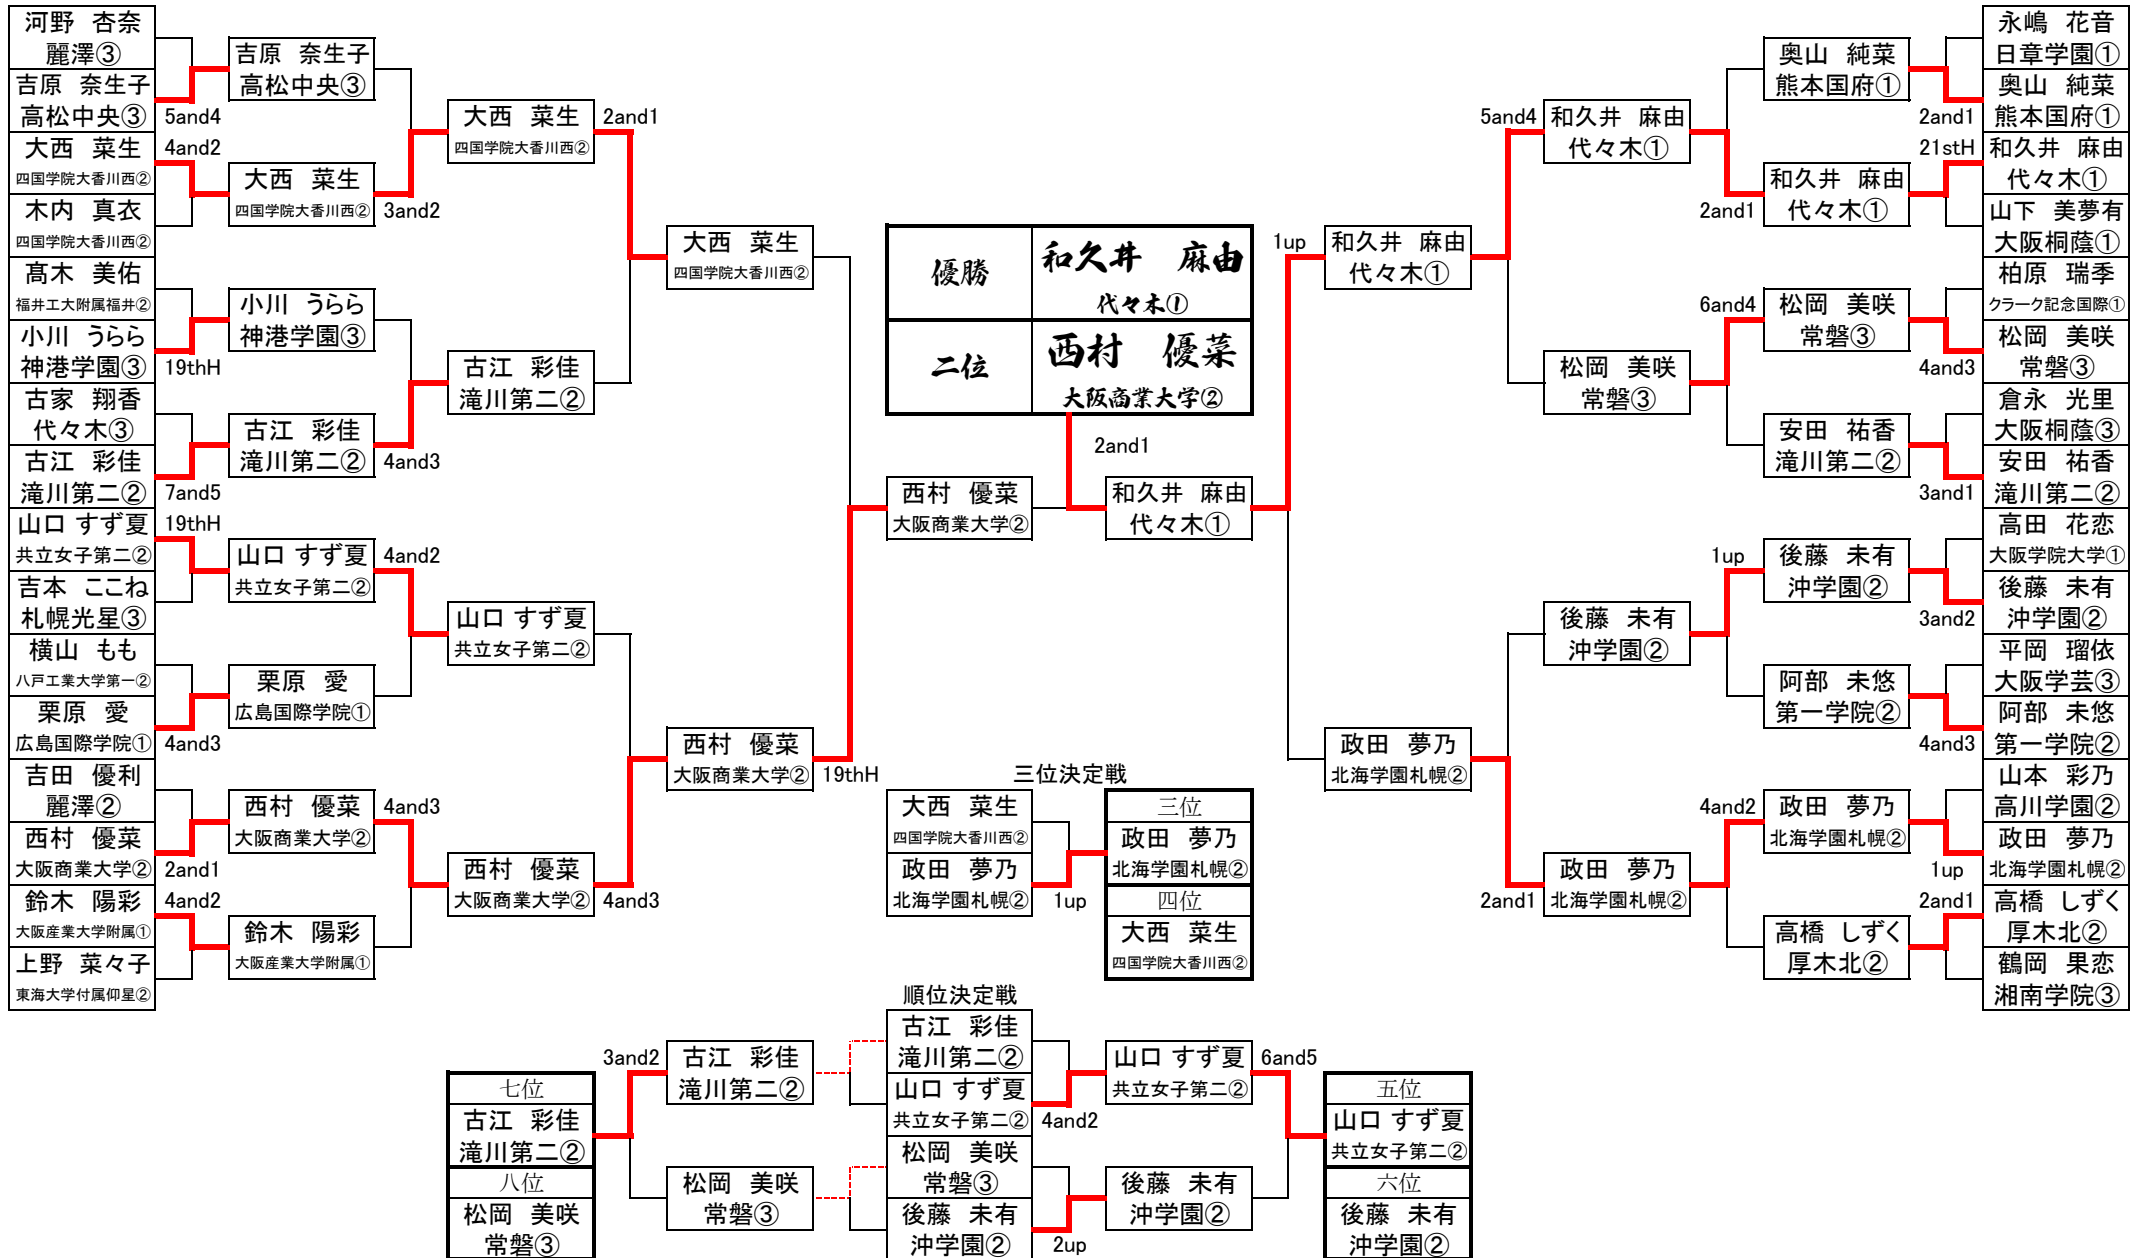 河野 杏奈
麗澤③
吉原 奈生子
高松中央③
5and4
大西 菜生
四国学院大香川西②
4and2
木内 真衣
四国学院大香川西②
髙木 美佑
福井工大附属福井②
小川 うらら
神港学園③
19thH
古家 翔香
代々木③
古江 彩佳
滝川第二②
7and5
山口 すず夏
共立女子第二②
19thH
吉本 ここね
札幌光星③
横山 もも
八戸工業大学第一②
栗原 愛
広島国際学院①
4and3
吉田 優利
麗澤②
西村 優菜
大阪商業大学②
2and1
鈴木 陽彩
大阪産業大学附属①
4and2
上野 菜々子
東海大学付属仰星②
吉原 奈生子
高松中央③
大西 菜生
四国学院大香川西②
3and2
小川 うらら
神港学園③
古江 彩佳
滝川第二②
4and3
山口 すず夏
共立女子第二②
4and2
栗原 愛
広島国際学院①
西村 優菜
大阪商業大学②
4and3
鈴木 陽彩
大阪産業大学附属①
大西 菜生
四国学院大香川西②
2and1
古江 彩佳
滝川第二②
山口 すず夏
共立女子第二②
西村 優菜
大阪商業大学②
4and3
大西 菜生
四国学院大香川西②
西村 優菜
大阪商業大学②
19thH
優勝
和久井 麻由
代々木①
二位
西村 優菜
大阪商業大学②
2and1
西村 優菜
大阪商業大学②
和久井 麻由
代々木①
三位決定戦
大西 菜生
四国学院大香川西②
政田 夢乃
北海学園札幌②
1up
三位
政田 夢乃
北海学園札幌②
四位
大西 菜生
四国学院大香川西②
1up
和久井 麻由
代々木①
政田 夢乃
北海学園札幌②
5and4
和久井 麻由
代々木①
松岡 美咲
常磐③
後藤 未有
沖学園②
2and1
政田 夢乃
北海学園札幌②
奥山 純菜
熊本国府①
2and1
和久井 麻由
代々木①
6and4
松岡 美咲
常磐③
安田 祐香
滝川第二②
1up
後藤 未有
沖学園②
阿部 未悠
第一学院②
4and2
政田 夢乃
北海学園札幌②
高橋 しずく
厚木北②
永嶋 花音
日章学園①
2and1
奥山 純菜
熊本国府①
21stH
和久井 麻由
代々木①
山下 美夢有
大阪桐蔭①
柏原 瑞季
クラーク記念国際①
4and3
松岡 美咲
常磐③
倉永 光里
大阪桐蔭③
3and1
安田 祐香
滝川第二②
高田 花恋
大阪学院大学①
3and2
後藤 未有
沖学園②
平岡 瑠依
大阪学芸③
4and3
阿部 未悠
第一学院②
山本 彩乃
高川学園②
1up
政田 夢乃
北海学園札幌②
2and1
高橋 しずく
厚木北②
鶴岡 果恋
湘南学院③
順位決定戦
古江 彩佳
滝川第二②
山口 すず夏
共立女子第二②
4and2
松岡 美咲
常磐③
後藤 未有
沖学園②
2up
3and2
古江 彩佳
滝川第二②
松岡 美咲
常磐③
七位
古江 彩佳
滝川第二②
八位
松岡 美咲
常磐③
山口 すず夏
共立女子第二②
6and5
後藤 未有
沖学園②
五位
山口 すず夏
共立女子第二②
六位
後藤 未有
沖学園②